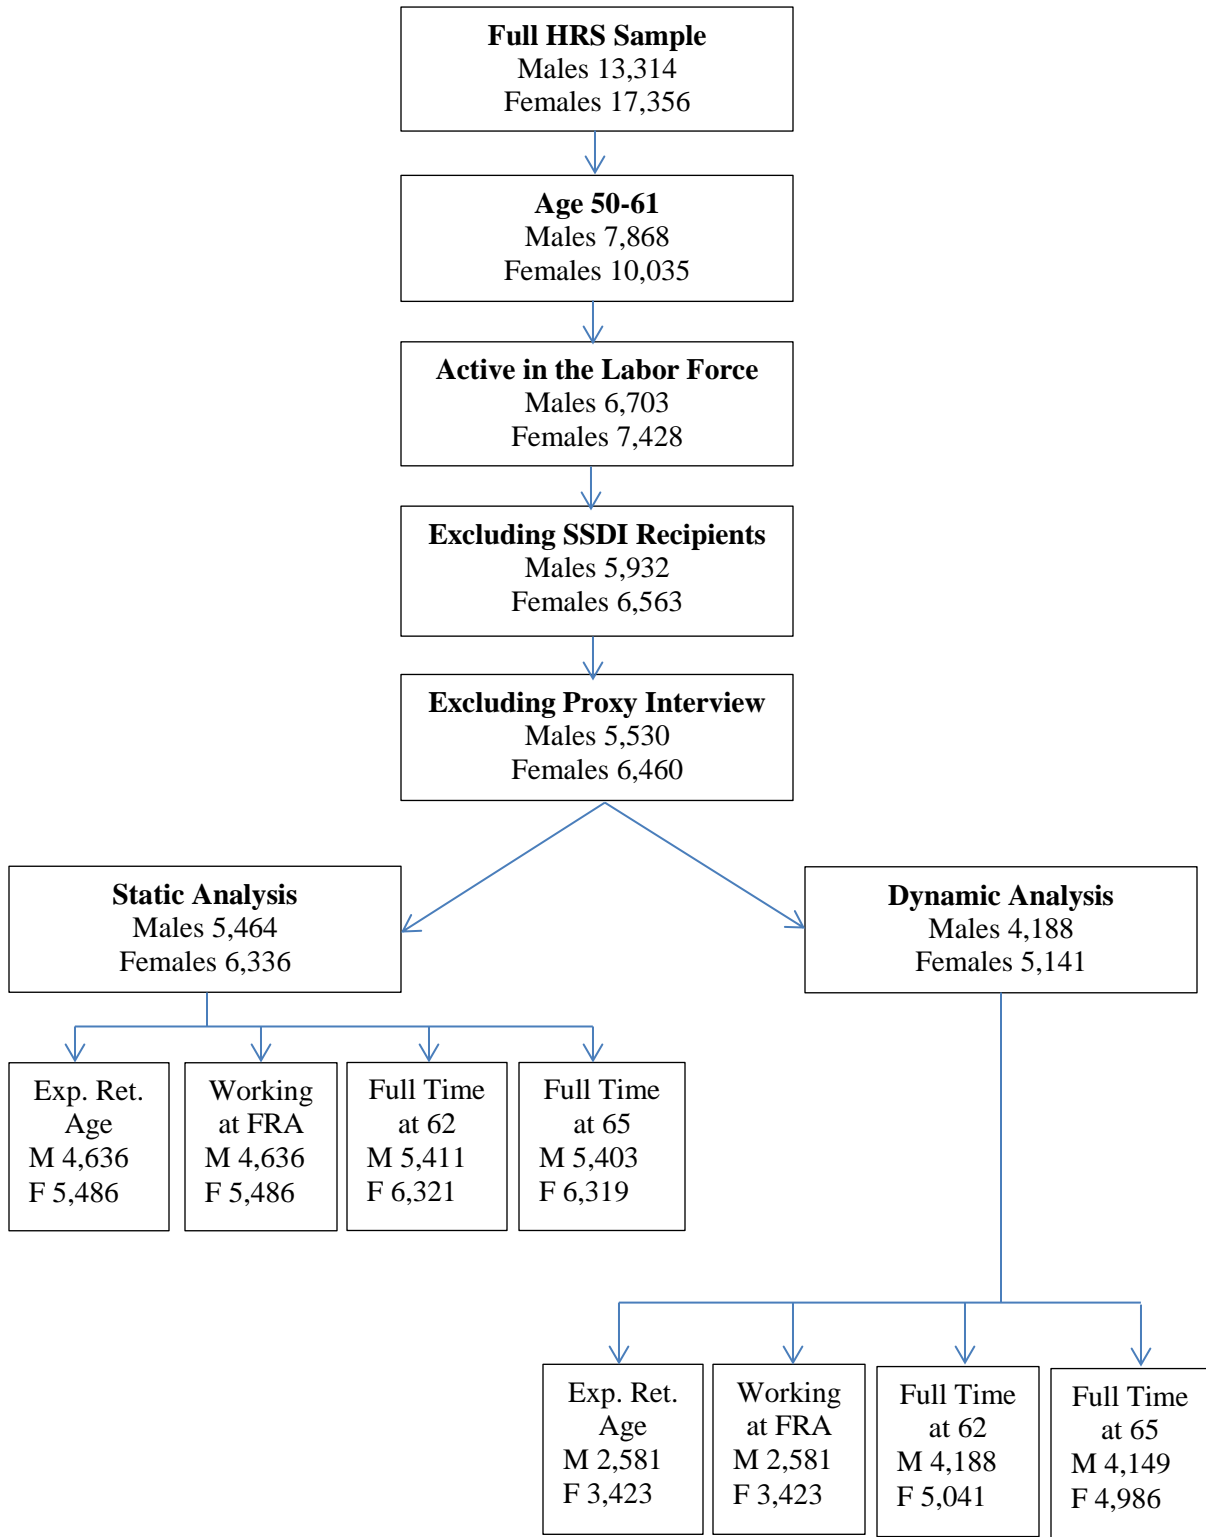 Full HRS Sample
Males 13,314
Females 17,356
Age 50-61
Males 7,868
Females 10,035
Active in the Labor Force
Males 6,703
Females 7,428
Excluding SSDI Recipients
Males 5,932
Females 6,563
Excluding Proxy Interview
Males 5,530
Females 6,460
Static Analysis
Males 5,464
Females 6,336
Dynamic Analysis
Males 4,188
Females 5,141
Exp. Ret.
Age
M 4,636
F 5,486
Working
at FRA
M 4,636
F 5,486
Full Time
at 62
M 5,411
F 6,321
Full Time
at 65
M 5,403
F 6,319
Exp. Ret.
Age
M 2,581
F 3,423
Working
at FRA
M 2,581
F 3,423
Full Time
at 62
M 4,188
F 5,041
Full Time
at 65
M 4,149
F 4,986